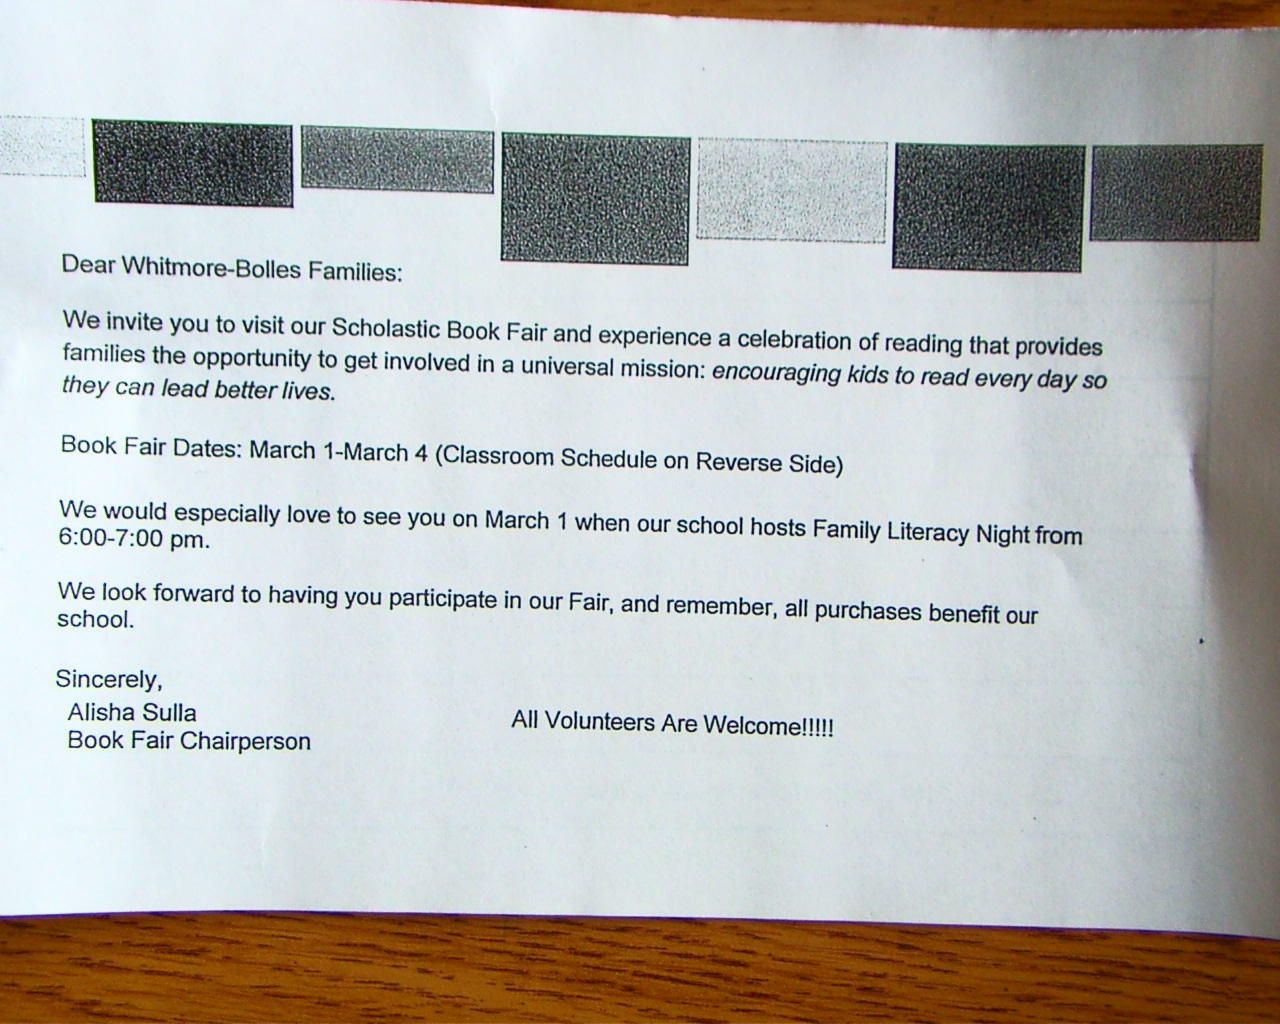 Dear Whitmore-Bolles Families:
We invite you to visit our Scholastic Book Fair and experience a celebration of reading that provides
families the opportunity to get involved in a universal mission: encouraging kids to read every day so
they can lead better lives.
Book Fair Dates: March 1-March 4 (Classroom Schedule on Reverse Side)
We would especially love to see you on March 1 when our school hosts Family Literacy Night from
6:00-7:00 pm.
We look forward to having you participate in our Fair, and remember, all purchases benefit our
school.
Sincerely,
Alisha Sulla
Book Fair Chairperson
All Volunteers Are Welcome!!!!!